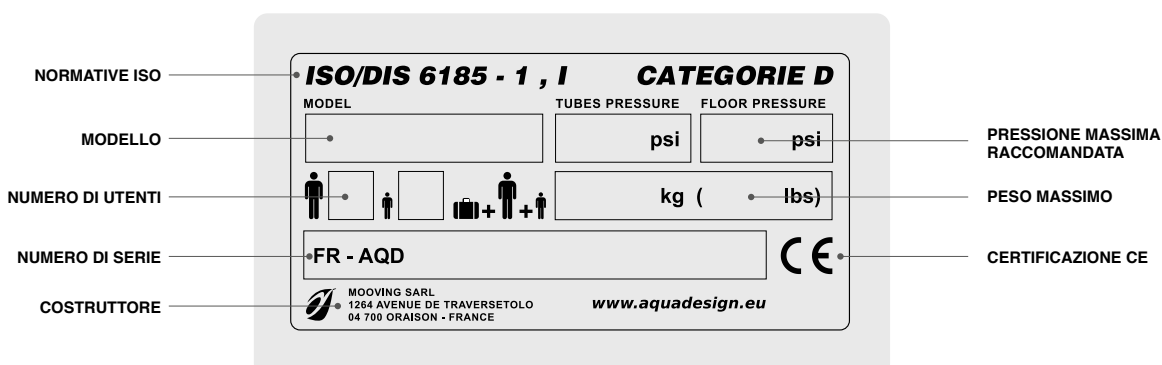 NORMATIVE ISO
ISO/DIS 6185 - 1 , I CATEGORIE D
MODEL TUBES PRESSURE FLOOR PRESSURE
MODELLO
psi psi
PRESSIONE MASSIMA
RACCOMANDATA
NUMERO DI UTENTI
+ + kg ( lbs)
PESO MASSIMO
NUMERO DI SERIE
FR - AQD
CE
CERTIFICAZIONE CE
COSTRUTTORE
MOOVING SARL
1264 AVENUE DE TRAVERSETOLO
04 700 ORAISON - FRANCE
www.aquadesign.eu